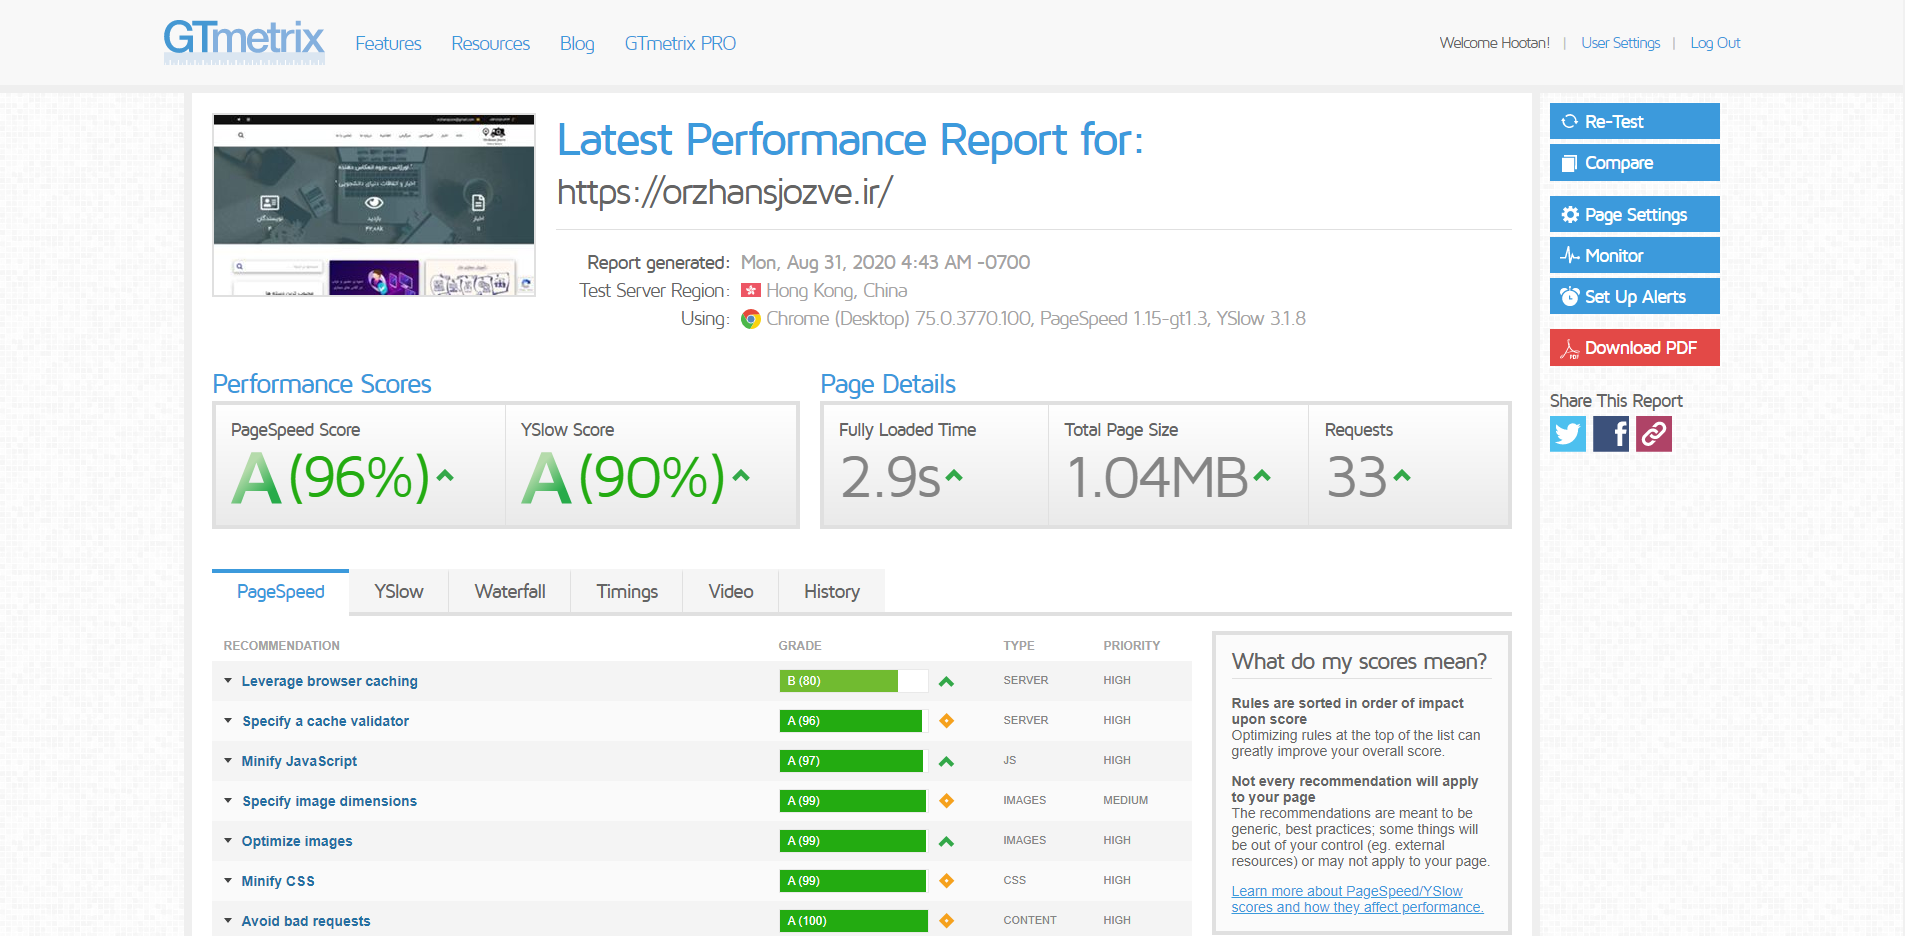 GTmetrix
Features
Resources
Blog
GTmetrix PRO
Welcome Hootan!
|
User Settings
|
Log Out
نویسندگان
بازدید
اخبار
Latest Performance Report for:
https://orzhansjozve.ir/
Report generated: Mon, Aug 31, 2020 4:43 AM -0700
Test Server Region: Hong Kong, China
Using: Chrome (Desktop) 75.0.3770.100, PageSpeed 1.15-gt1.3, YSlow 3.1.8
Re-Test
Compare
Page Settings
Monitor
Set Up Alerts
PDF
Download PDF
Share This Report
Performance Scores
PageSpeed Score
A (96%)
YSlow Score
A (90%)
Page Details
Fully Loaded Time
2.9s
Total Page Size
1.04MB
Requests
33
PageSpeed
YSlow
Waterfall
Timings
Video
History
RECOMMENDATION GRADE TYPE PRIORITY
Leverage browser caching B (80) SERVER HIGH
Specify a cache validator A (96) SERVER HIGH
Minify JavaScript A (97) JS HIGH
Specify image dimensions A (99) IMAGES MEDIUM
Optimize images A (99) IMAGES HIGH
Minify CSS A (99) CSS HIGH
Avoid bad requests A (100) CONTENT HIGH
What do my scores mean?
Rules are sorted in order of impact
upon score
Optimizing rules at the top of the list can
greatly improve your overall score.
Not every recommendation will apply
to your page
The recommendations are meant to be
generic, best practices; some things will
be out of your control (eg. external
resources) or may not apply to your page.
Learn more about PageSpeed/YSlow
scores and how they affect performance.